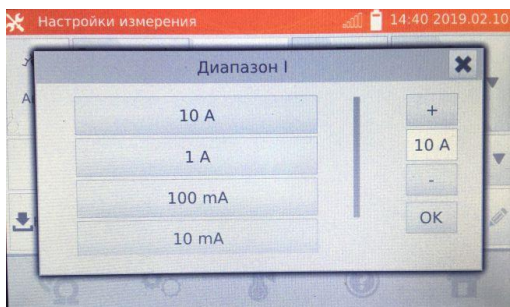 Настройки измерения 14:40 2019.02.10
Диапазон I
10 A
1 A
100 mA
10 mA
+
10 A
-
OK